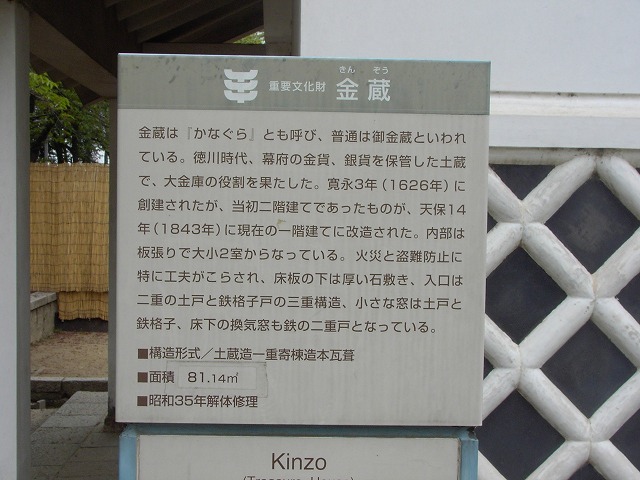 重要文化財 金蔵
きん ぞう
金蔵は『かなぐら』とも呼び、普通は御金蔵といわれ
ている。徳川時代、幕府の金貨、銀貨を保管した土蔵
で、大金庫の役割を果たした。寛永3年(1626年)に
創建されたが、当初二階建てであったものが、天保14
年(1843年)に現在の一階建てに改造された。内部は
板張りで大小2室からなっている。火災と盗難防止に
特に工夫がこらされ、床板の下は厚い石敷き、入口は
二重の土戸と鉄格子戸の三重構造、小さな窓は土戸と
鉄格子、床下の換気窓も鉄の二重戸となっている。
■構造形式/土蔵造一重寄棟造本瓦葺
■面積 81.14㎡
■昭和35年解体修理
Kinzo
(Treasure House)